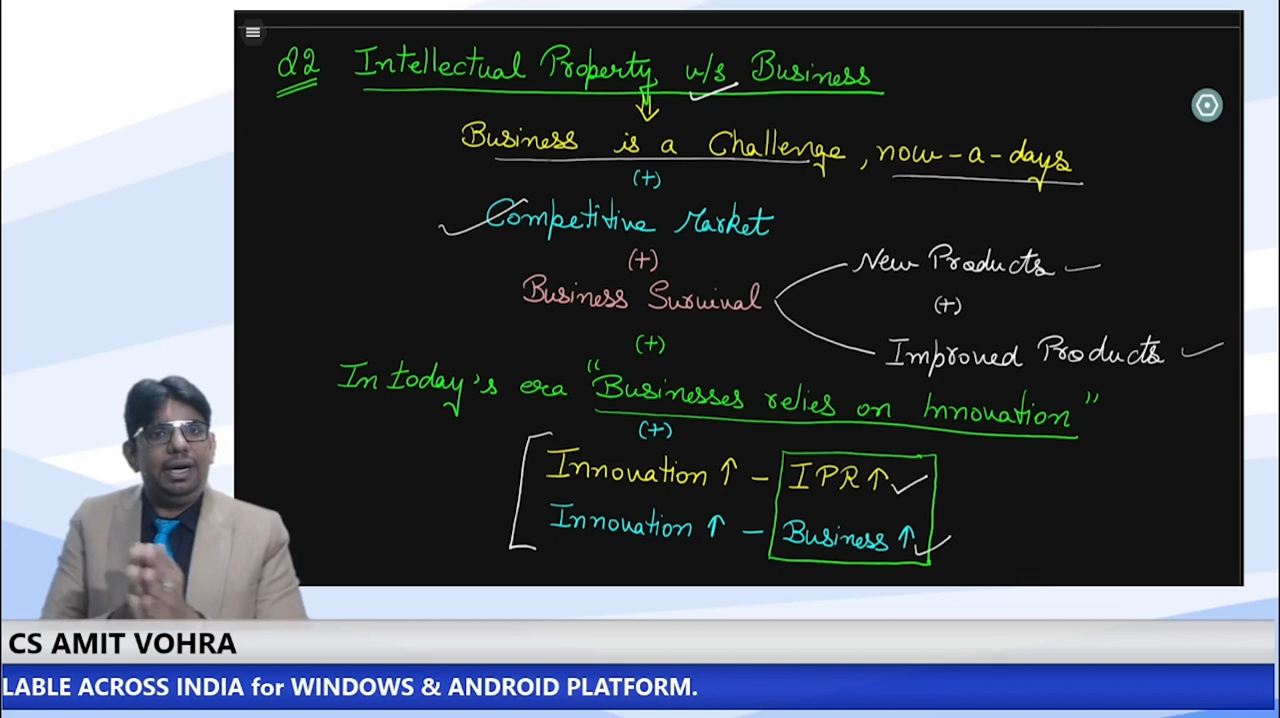 Q2 Intellectual Property v/s Business
Business is a Challenge, now-a-days
(+)
Competitive Market
(+)
New Products
Business Survival
(+)
Improved Products
(+)
In today's era "Businesses relies on Innovation"
(+)
Innovation ↑ - IPR ↑
Innovation ↑ - Business ↑
CS AMIT VOHRA
LABLE ACROSS INDIA for WINDOWS & ANDROID PLATFORM.